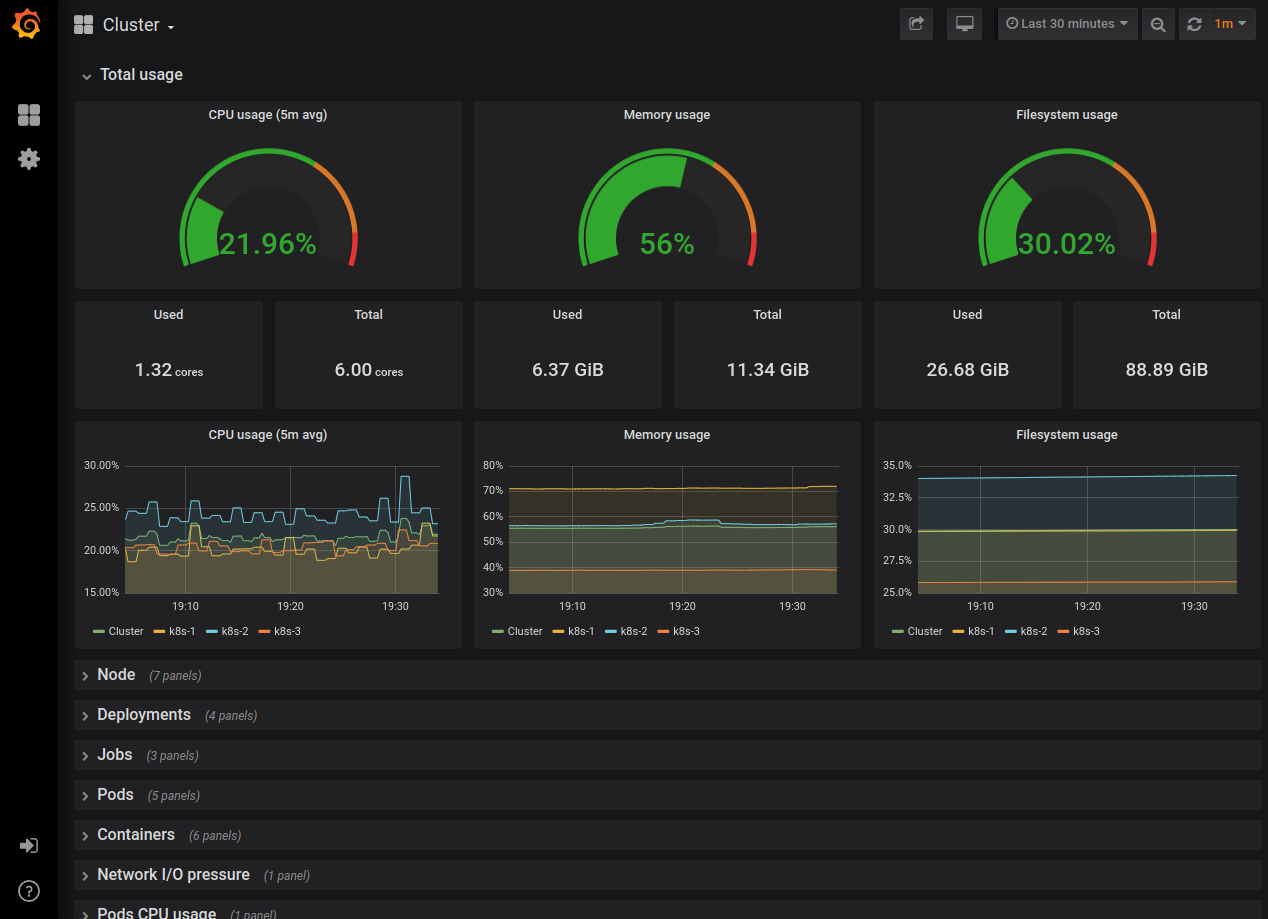 Cluster
Last 30 minutes
1m
Total usage
CPU usage (5m avg)
21.96%
Memory usage
56%
Filesystem usage
30.02%
Used
1.32 cores
Total
6.00 cores
Used
6.37 GiB
Total
11.34 GiB
Used
26.68 GiB
Total
88.89 GiB
CPU usage (5m avg)
30.00%
25.00%
20.00%
15.00%
19:10 19:20 19:30
Cluster k8s-1 k8s-2 k8s-3
Memory usage
80%
70%
60%
50%
40%
30%
19:10 19:20 19:30
Cluster k8s-1 k8s-2 k8s-3
Filesystem usage
35.0%
32.5%
30.0%
27.5%
25.0%
19:10 19:20 19:30
Cluster k8s-1 k8s-2 k8s-3
Node (7 panels)
Deployments (4 panels)
Jobs (3 panels)
Pods (5 panels)
Containers (6 panels)
Network I/O pressure (1 panel)
?
Pods CPU usage (1 panel)